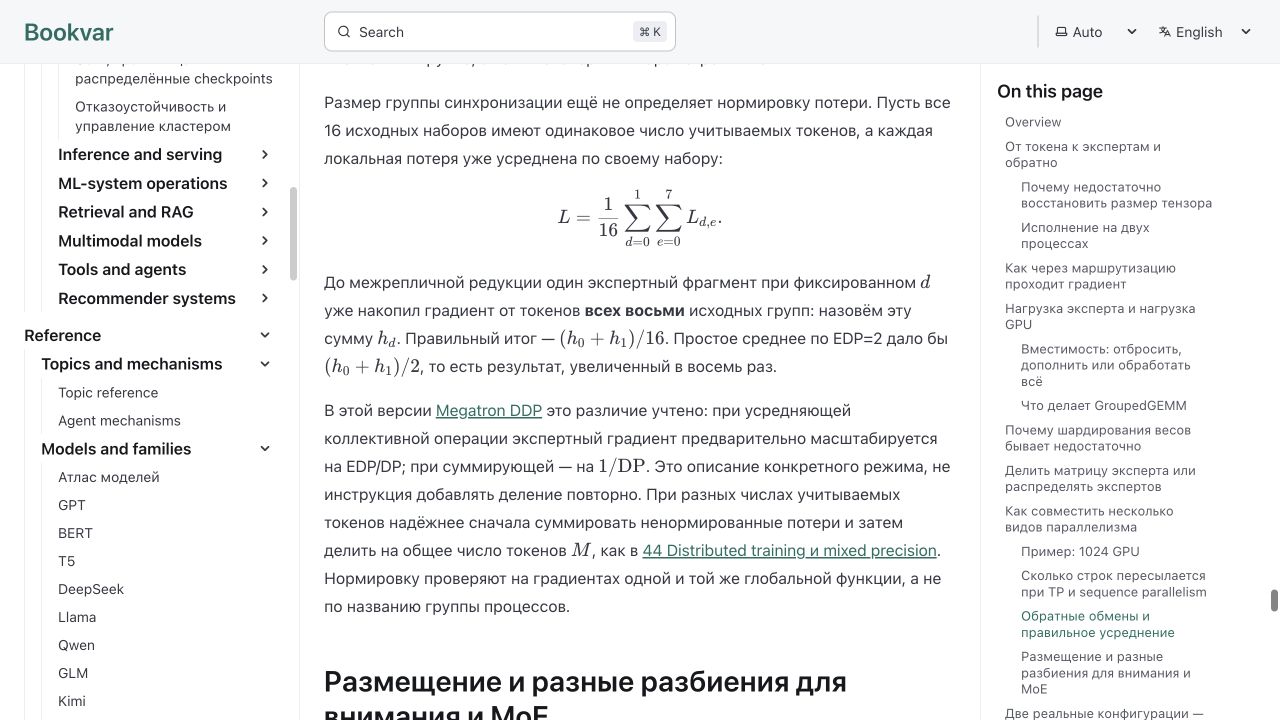 Bookvar
Search
⌘ K
Auto
English
распределённые checkpoints
Отказоустойчивость и
управление кластером
Inference and serving
ML-system operations
Retrieval and RAG
Multimodal models
Tools and agents
Recommender systems
Reference
Topics and mechanisms
Topic reference
Agent mechanisms
Models and families
Атлас моделей
GPT
BERT
T5
DeepSeek
Llama
Qwen
GLM
Kimi
Размер группы синхронизации ещё не определяет нормировку потери. Пусть все
16 исходных наборов имеют одинаковое число учитываемых токенов, а каждая
локальная потеря уже усреднена по своему набору:
L = \frac{1}{16} \sum_{d=0}^{1} \sum_{e=0}^{7} L_{d,e}.
До межрепличной редукции один экспертный фрагмент при фиксированном d
уже накопил градиент от токенов всех восьми исходных групп: назовём эту
сумму h_d. Правильный итог — (h_0 + h_1)/16. Простое среднее по EDP=2 дало бы
(h_0 + h_1)/2, то есть результат, увеличенный в восемь раз.
В этой версии Megatron DDP это различие учтено: при усредняющей
коллективной операции экспертный градиент предварительно масштабируется
на EDP/DP; при суммирующей — на 1/DP. Это описание конкретного режима, не
инструкция добавлять деление повторно. При разных числах учитываемых
токенов надёжнее сначала суммировать ненормированные потери и затем
делить на общее число токенов M, как в 44 Distributed training и mixed precision.
Нормировку проверяют на градиентах одной и той же глобальной функции, а не
по названию группы процессов.
Размещение и разные разбиения для
внимания и MoE
On this page
Overview
От токена к экспертам и
обратно
Почему недостаточно
восстановить размер тензора
Исполнение на двух
процессах
Как через маршрутизацию
проходит градиент
Нагрузка эксперта и нагрузка
GPU
Вместимость: отбросить,
дополнить или обработать
всё
Что делает GroupedGEMM
Почему шардирования весов
бывает недостаточно
Делить матрицу эксперта или
распределять экспертов
Как совместить несколько
видов параллелизма
Пример: 1024 GPU
Сколько строк пересылается
при TP и sequence parallelism
Обратные обмены и
правильное усреднение
Размещение и разные
разбиения для внимания и
MoE
Две реальные конфигурации —